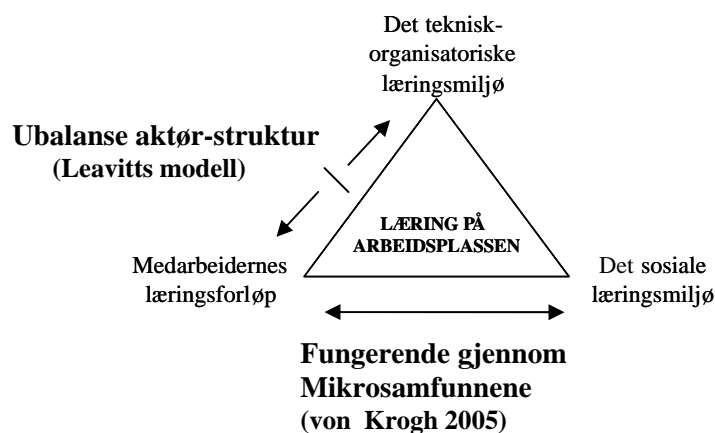 Det teknisk-
organisatoriske
læringsmiljø
Ubalanse aktør-struktur
(Leavitts modell)
LÆRING PÅ
ARBEIDSPLASSEN
Medarbeidernes
læringsforløp
Det sosiale
læringsmiljø
Fungerende gjennom
Mikrosamfunnene
(von Krogh 2005)